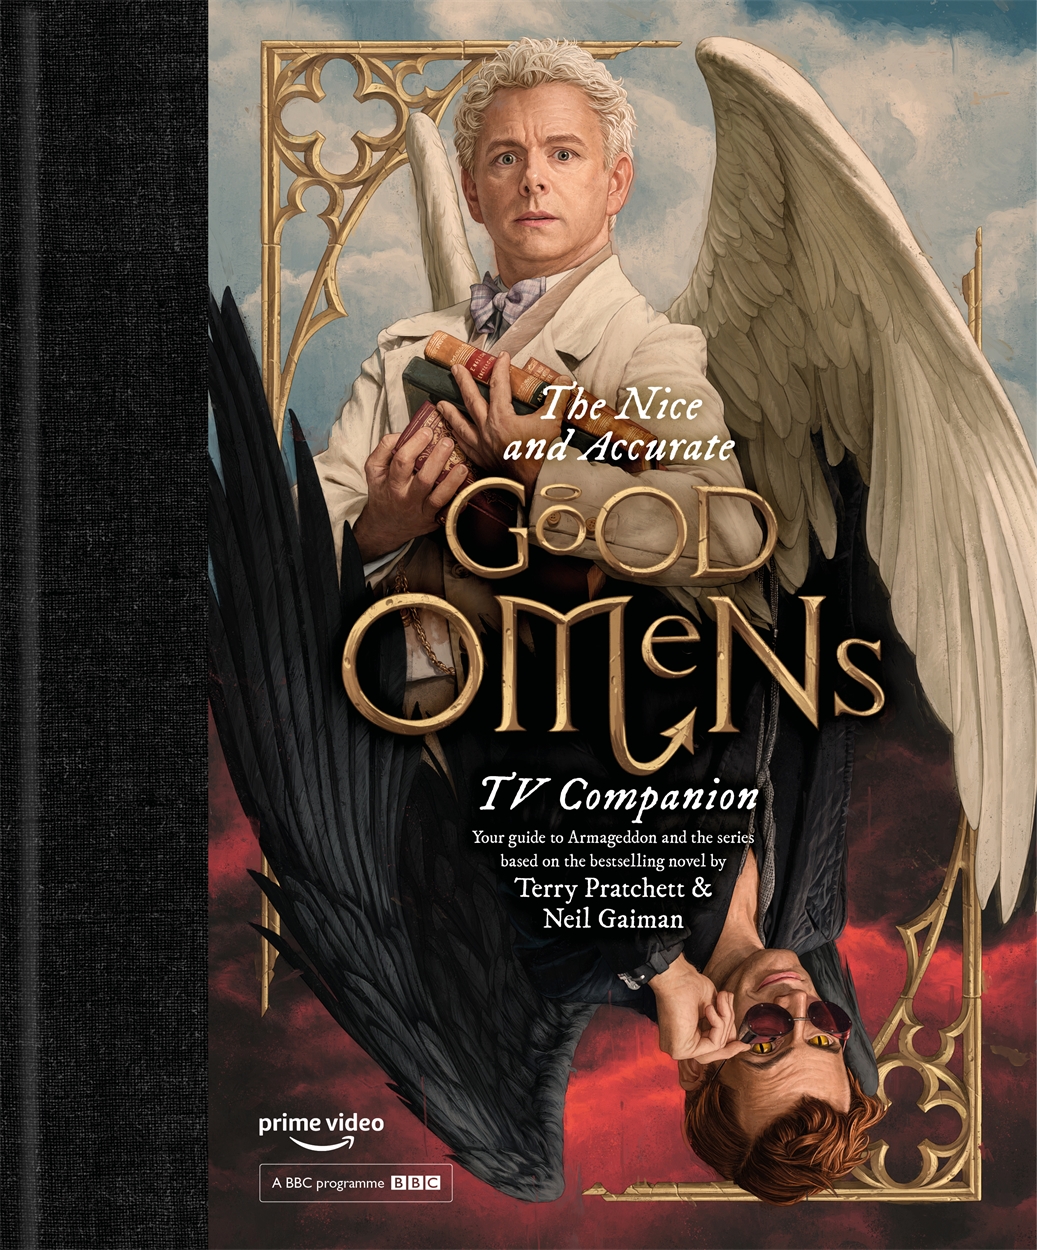 The Nice
and Accurate
GOOD
OMENS
TV Companion
Your guide to Armageddon and the series
based on the bestselling novel by
Terry Pratchett &
Neil Gaiman
prime video
A BBC programme BBC